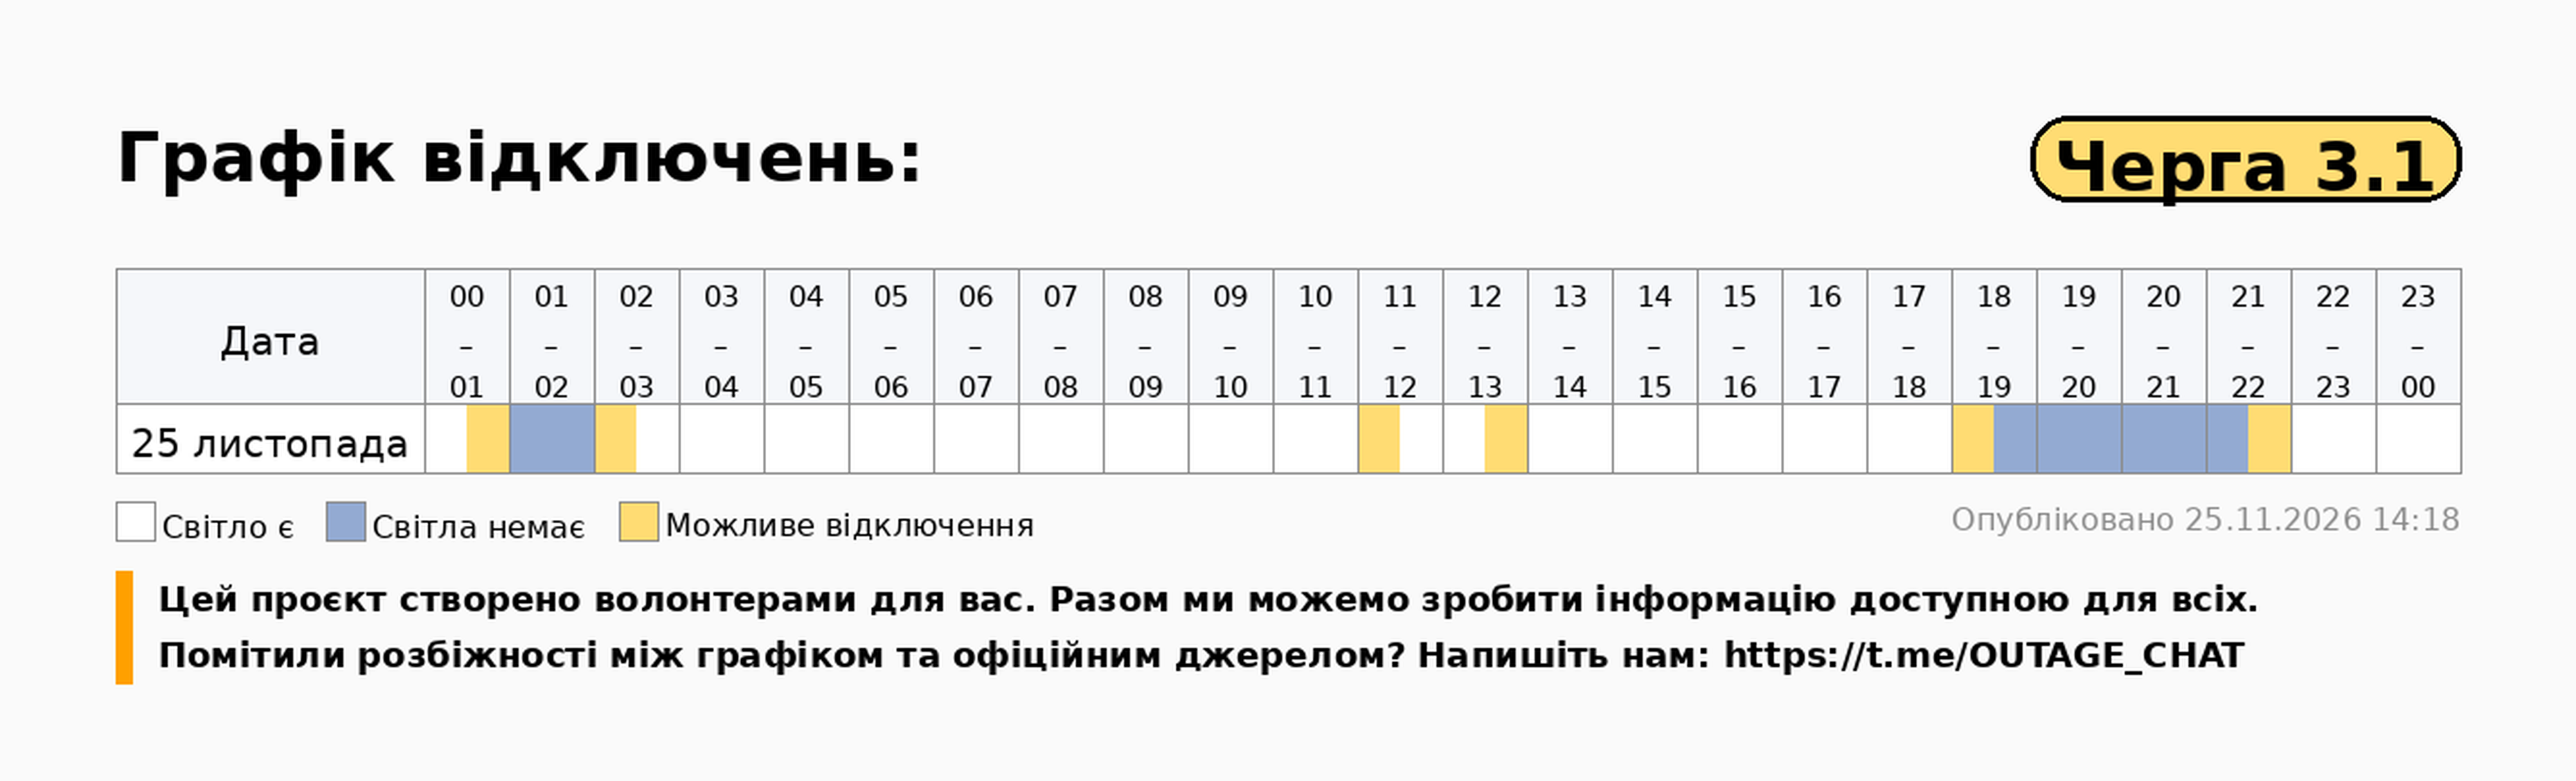 Графік відключень:
Черга 3.1
Дата
00 – 01
01 – 02
02 – 03
03 – 04
04 – 05
05 – 06
06 – 07
07 – 08
08 – 09
09 – 10
10 – 11
11 – 12
12 – 13
13 – 14
14 – 15
15 – 16
16 – 17
17 – 18
18 – 19
19 – 20
20 – 21
21 – 22
22 – 23
23 – 00
25 листопада
Світло є
Світла немає
Можливе відключення
Опубліковано 25.11.2026 14:18
Цей проєкт створено волонтерами для вас. Разом ми можемо зробити інформацію доступною для всіх.
Помітили розбіжності між графіком та офіційним джерелом? Напишіть нам: https://t.me/OUTAGE_CHAT